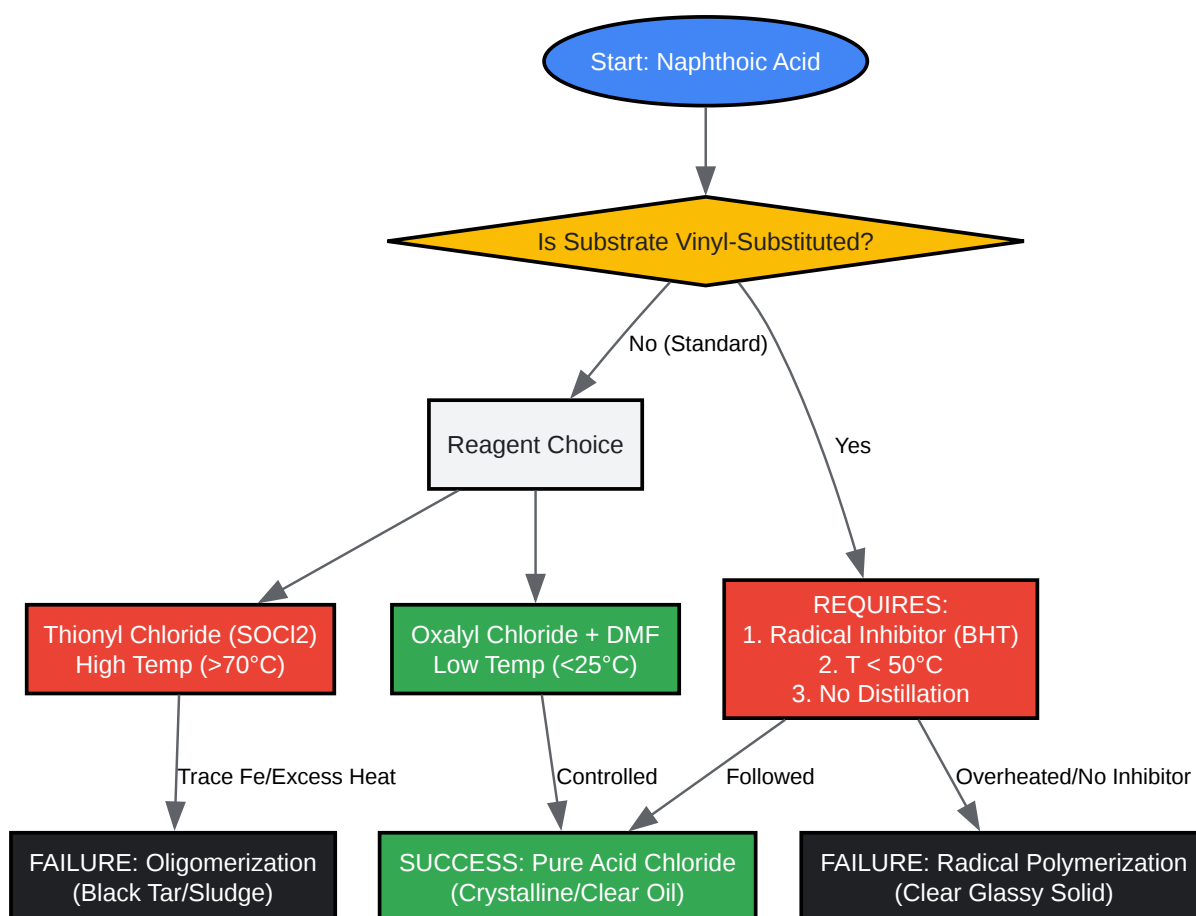 Start: Naphthoic Acid
Is Substrate Vinyl-Substituted?
No (Standard)
Yes
Reagent Choice
Thionyl Chloride (SOCl2)
High Temp (>70°C)
Oxalyl Chloride + DMF
Low Temp (<25°C)
REQUIRES:
1. Radical Inhibitor (BHT)
2. T < 50°C
3. No Distillation
Trace Fe/Excess Heat
Controlled
Followed
Overheated/No Inhibitor
FAILURE: Oligomerization
(Black Tar/Sludge)
SUCCESS: Pure Acid Chloride
(Crystalline/Clear Oil)
FAILURE: Radical Polymerization
(Clear Glassy Solid)